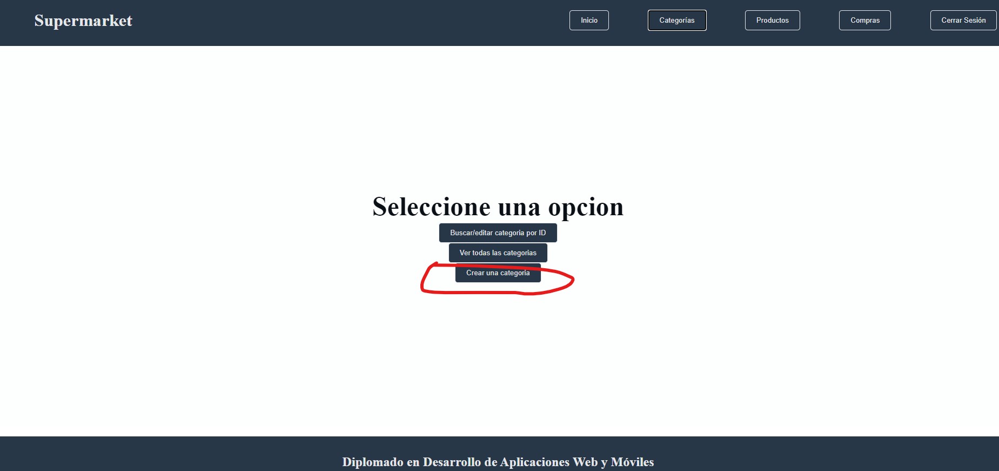 Supermarket
Inicio
Categorías
Productos
Compras
Cerrar Sesión
Seleccione una opcion
Buscar/editar categoria por ID
Ver todas las categorias
Crear una categoria
Diplomado en Desarrollo de Aplicaciones Web y Móviles